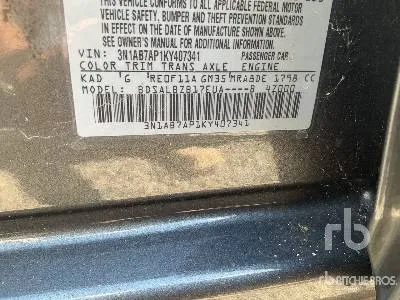 THIS VEHICLE CONFORMS TO ALL APPLICABLE FEDERAL MOTOR
VEHICLE SAFETY, BUMPER AND THEFT PREVENTION STANDARDS IN
EFFECT ON THE DATE OF MANUFACTURE SHOWN ABOVE.
SEE OWNER'S MANUAL FOR ADDITIONAL INFORMATION
VIN: 3N1AB7AP1KY407341 PASSENGER CAR
COLOR TRIM TRANS AXLE ENGINE
KAD G RE0F11A GM35 MRA8DE 1798 CC
MODEL: BDSALBZB17EUA----B 4Z000
3N1AB7AP1KY407341
rb
Ritchie Bros.